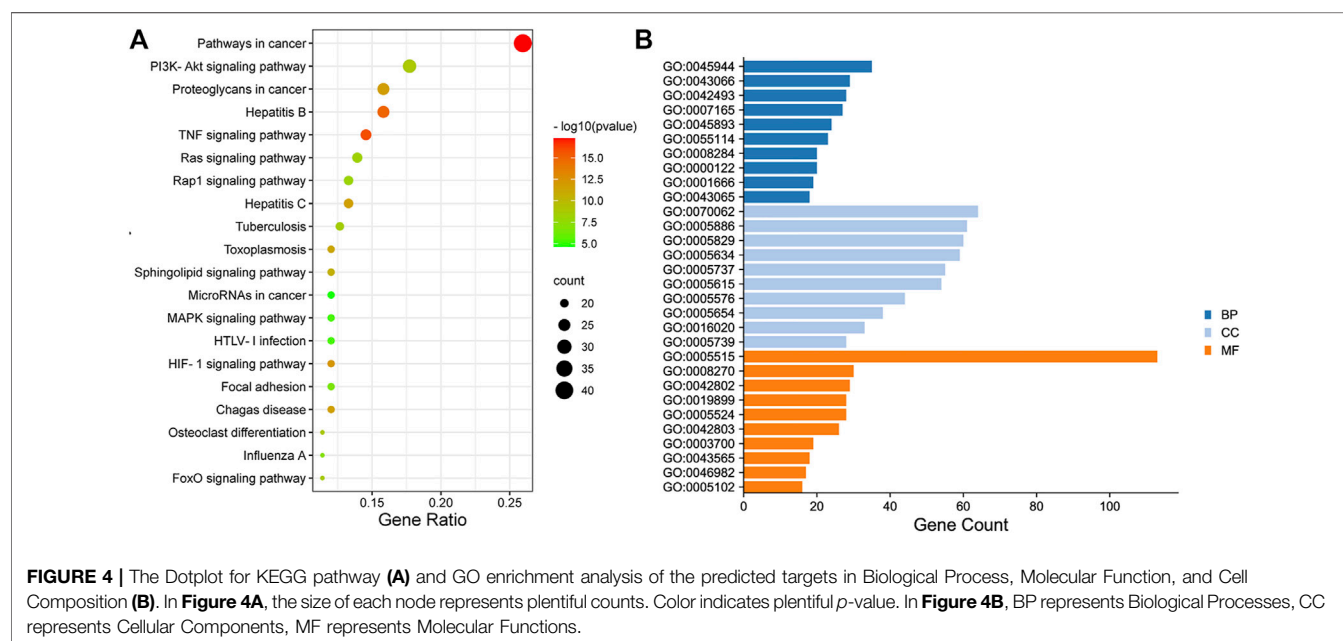 A
Pathways in cancer
PI3K- Akt signaling pathway
Proteoglycans in cancer
Hepatitis B
TNF signaling pathway
Ras signaling pathway
Rap1 signaling pathway
Hepatitis C
Tuberculosis
Toxoplasmosis
Sphingolipid signaling pathway
MicroRNAs in cancer
MAPK signaling pathway
HTLV- I infection
HIF- 1 signaling pathway
Focal adhesion
Chagas disease
Osteoclast differentiation
Influenza A
FoxO signaling pathway
0.15 0.20 0.25
Gene Ratio
- log10(pvalue)
15.0
12.5
10.0
7.5
5.0
count
20
25
30
35
40
B
GO:0045944
GO:0043066
GO:0042493
GO:0007165
GO:0045893
GO:0055114
GO:0008284
GO:0000122
GO:0001666
GO:0043065
GO:0070062
GO:0005886
GO:0005829
GO:0005634
GO:0005737
GO:0005615
GO:0005576
GO:0005654
GO:0016020
GO:0005739
GO:0005515
GO:0008270
GO:0042802
GO:0019899
GO:0005524
GO:0042803
GO:0003700
GO:0043565
GO:0046982
GO:0005102
0 20 40 60 80 100
Gene Count
BP
CC
MF
FIGURE 4 | The Dotplot for KEGG pathway (A) and GO enrichment analysis of the predicted targets in Biological Process, Molecular Function, and Cell
Composition (B). In Figure 4A, the size of each node represents plentiful counts. Color indicates plentiful p-value. In Figure 4B, BP represents Biological Processes, CC
represents Cellular Components, MF represents Molecular Functions.